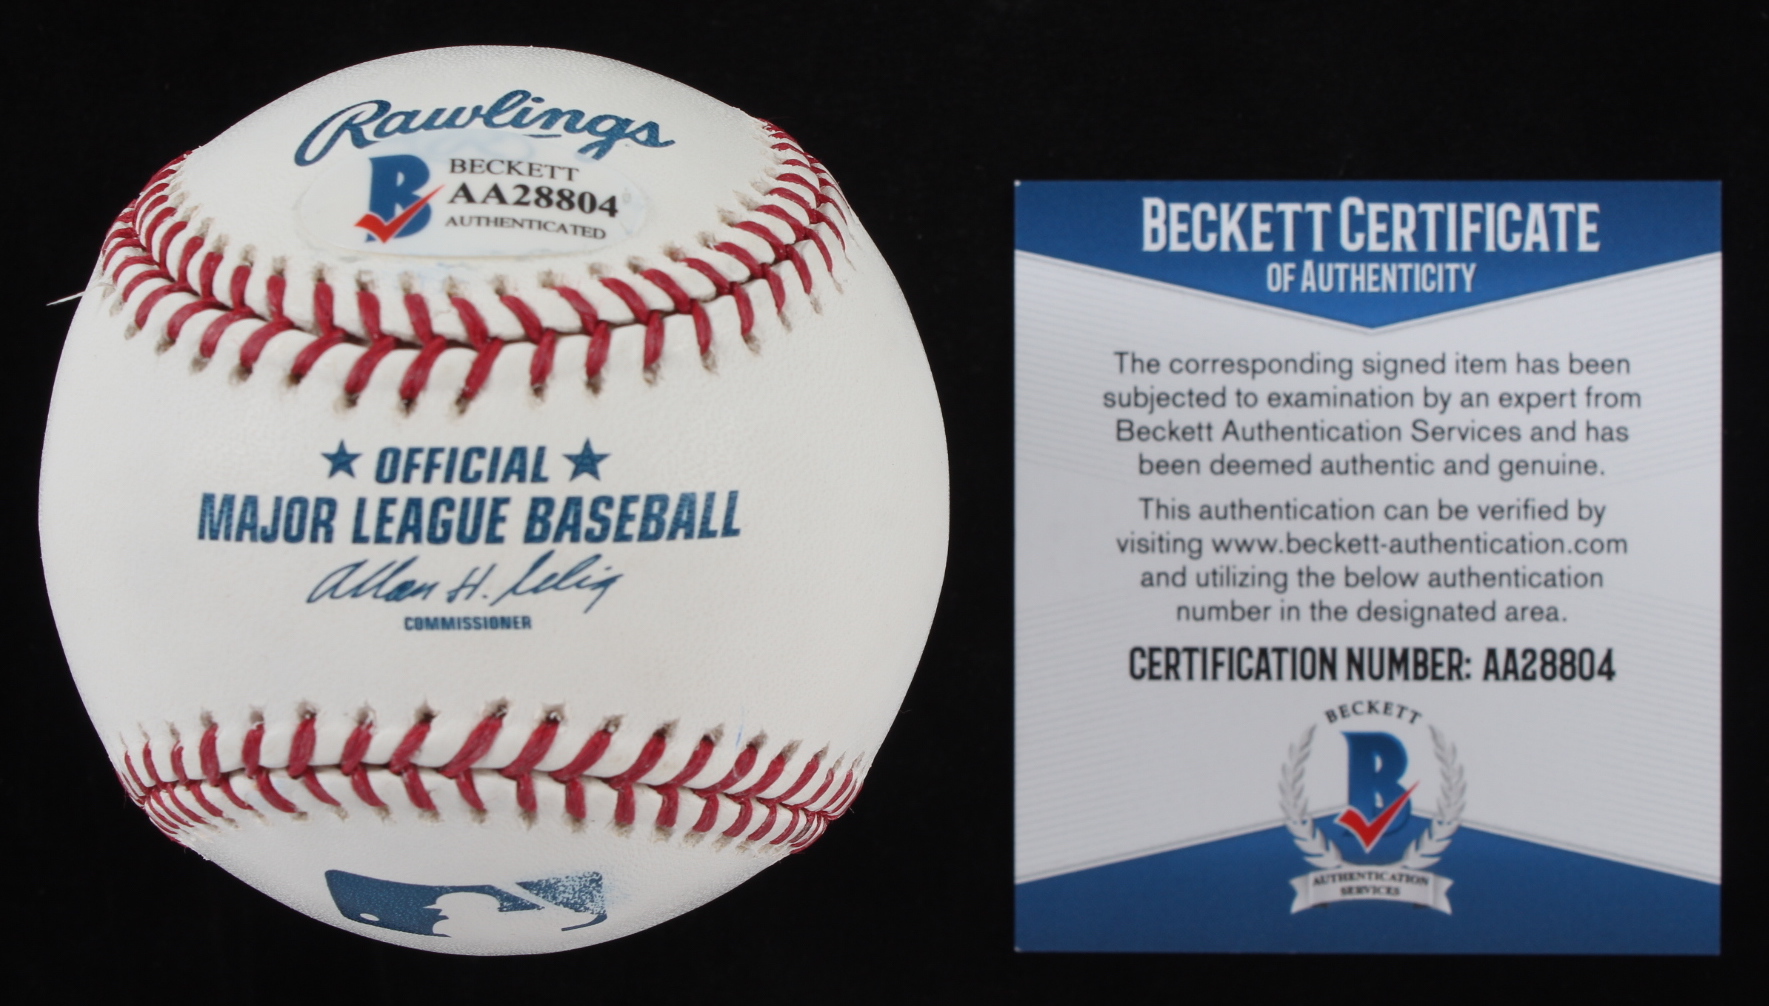 Rawlings
BECKETT
AA28804
AUTHENTICATED
OFFICIAL
MAJOR LEAGUE BASEBALL
Allan H. Selig
COMMISSIONER
BECKETT CERTIFICATE
OF AUTHENTICITY
The corresponding signed item has been
subjected to examination by an expert from
Beckett Authentication Services and has
been deemed authentic and genuine.
This authentication can be verified by
visiting www.beckett-authentication.com
and utilizing the below authentication
number in the designated area.
CERTIFICATION NUMBER: AA28804
BECKETT
B
AUTHENTICATION
SERVICES